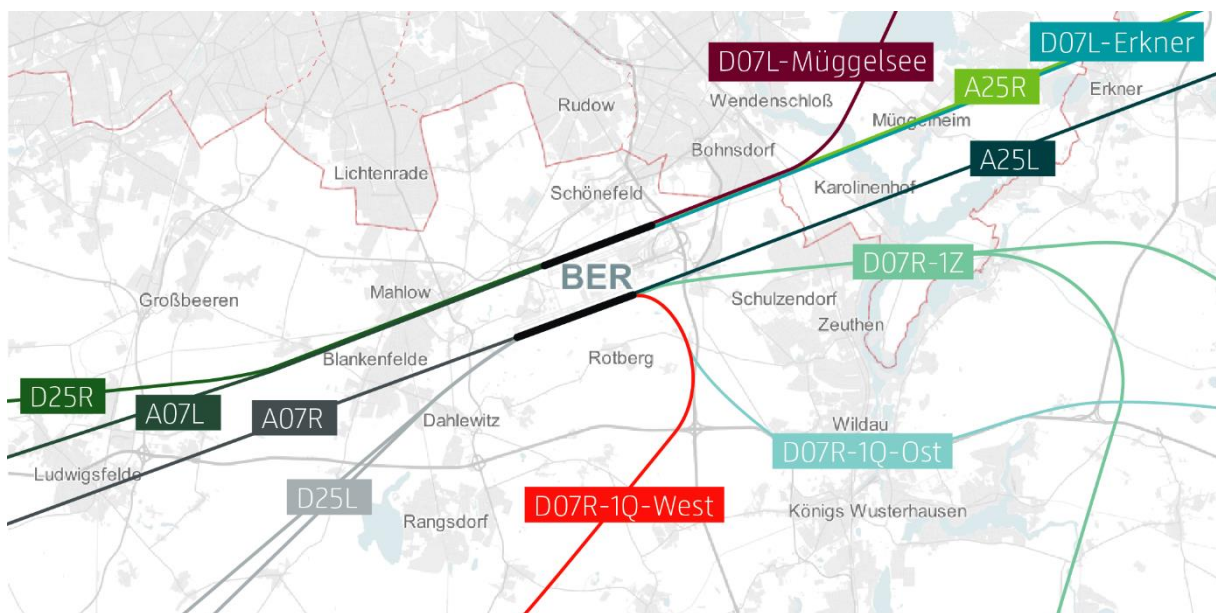 D07L-Erkner
D07L-Müggelsee
A25R
Erkner
Wendenschloß
Rudow
Müggelheim
Bohnsdorf
A25L
Lichtenrade
Karolinenhof
Schönefeld
D07R-1Z
BER
Mahlow
Großbeeren
Schulzendorf
Zeuthen
Blankenfelde
Rotberg
D25R
A07L
A07R
Dahlewitz
Wildau
D07R-1Q-Ost
Ludwigsfelde
D25L
D07R-1Q-West
Rangsdorf
Königs Wusterhausen